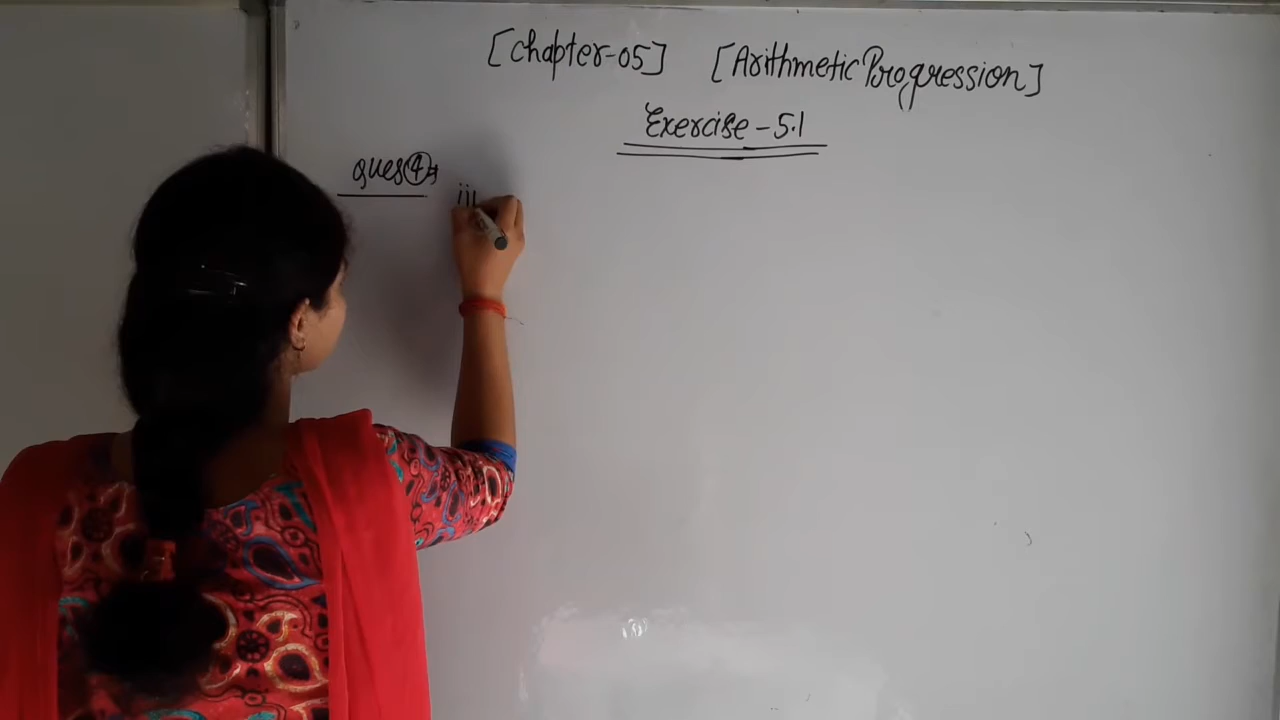 [Chapter-05] [Arithmetic Progression]
Exercise-5.1
Ques 4
iii